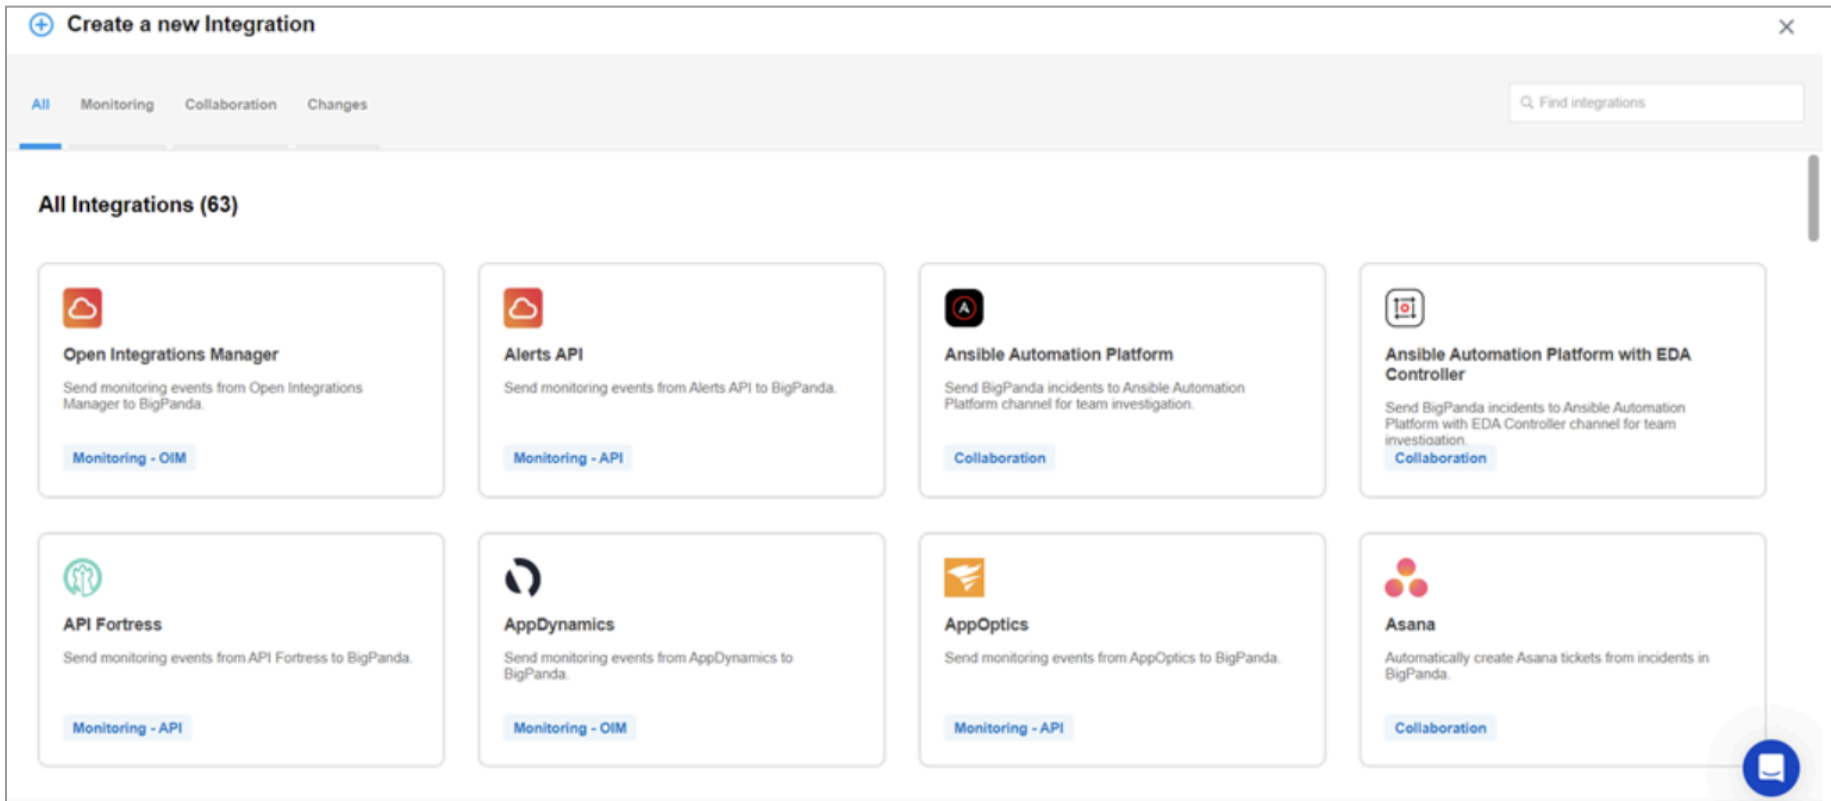 Create a new Integration
All Monitoring Collaboration Changes
Find integrations
All Integrations (63)
Open Integrations Manager
Send monitoring events from Open Integrations
Manager to BigPanda.
Monitoring - OIM
Alerts API
Send monitoring events from Alerts API to BigPanda.
Monitoring - API
Ansible Automation Platform
Send BigPanda incidents to Ansible Automation
Platform channel for team investigation.
Collaboration
Ansible Automation Platform with EDA
Controller
Send BigPanda incidents to Ansible Automation
Platform with EDA Controller channel for team
investigation.
Collaboration
API Fortress
Send monitoring events from API Fortress to BigPanda.
Monitoring - API
AppDynamics
Send monitoring events from AppDynamics to
BigPanda.
Monitoring - OIM
AppOptics
Send monitoring events from AppOptics to BigPanda.
Monitoring - API
Asana
Automatically create Asana tickets from incidents in
BigPanda.
Collaboration